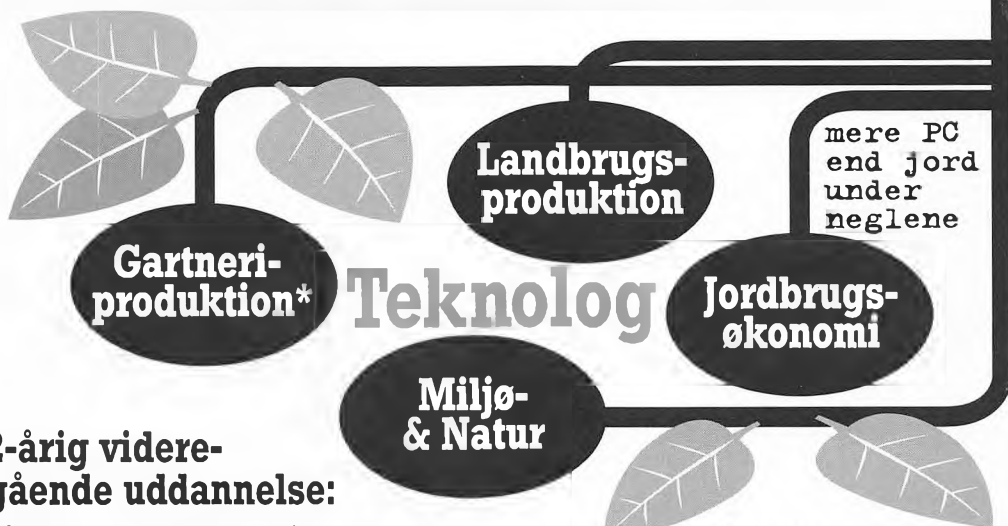 Landbrugs-
produktion
mere PC
end jord
under
neglene
Gartneri-
produktion*
Teknolog
Jordbrugs-
økonomi
Miljø-
& Natur
-årig videre-
gående uddannelse: